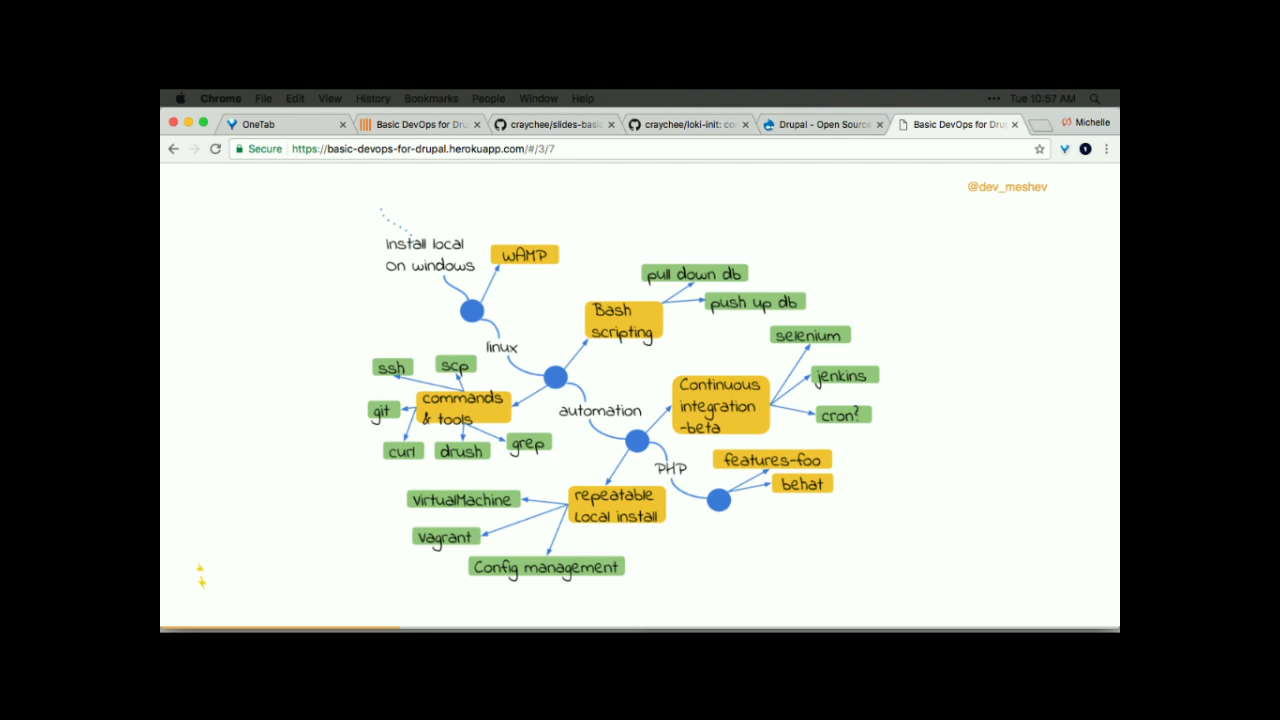 Chrome File Edit View History Bookmarks People Window Help ••• Tue 10:57 AM
OneTab × Basic DevOps for Dru × craychee/slides-basic × craychee/loki-init: co × Drupal - Open Source × Basic DevOps for Dru × Michelle
Secure https://basic-devops-for-drupal.herokuapp.com/#/3/7
@dev_meshev
install local
on windows
WAMP
pull down db
push up db
Bash
scripting
selenium
linux
ssh
scp
jenkins
Continuous
integration
-beta
commands
& tools
git
automation
cron?
curl
drush
grep
PHP
features-foo
behat
VirtualMachine
repeatable
Local install
Vagrant
Config management